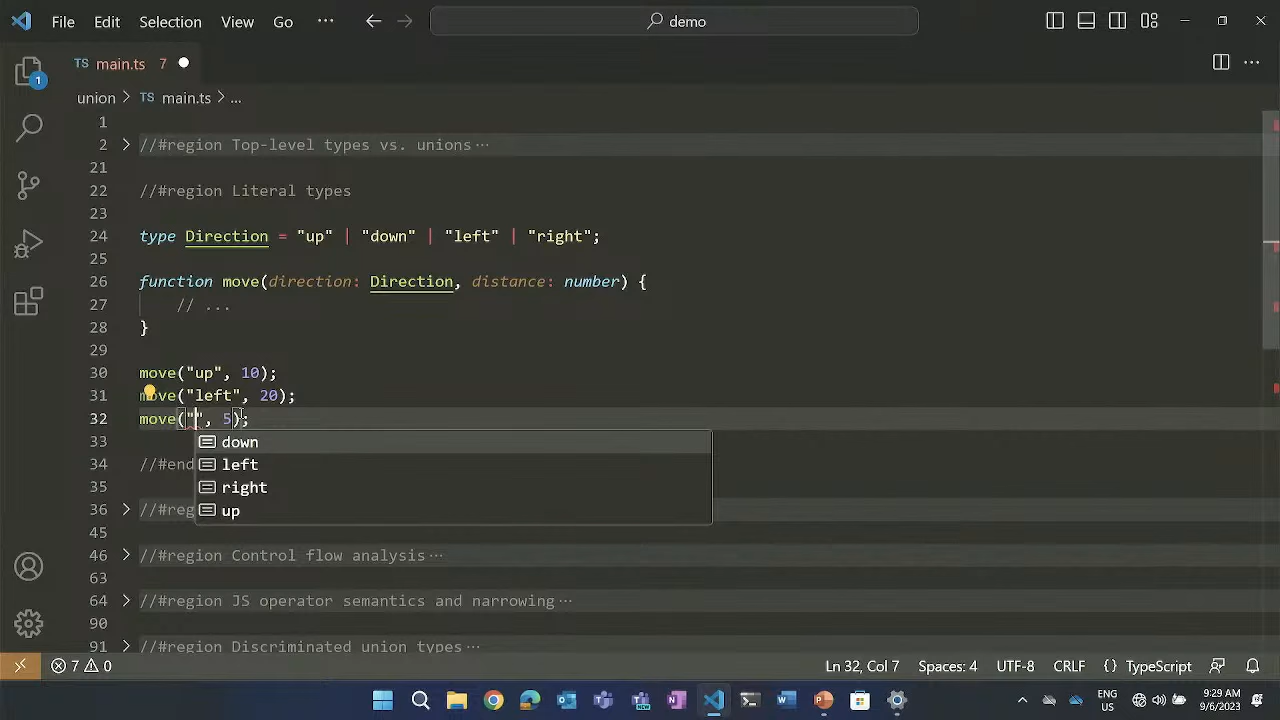 File Edit Selection View Go ··· demo
TS main.ts 7
union > TS main.ts > ...
1
2 //#region Top-level types vs. unions···
21
22 //#region Literal types
23
24 type Direction = "up" | "down" | "left" | "right";
25
26 function move(direction: Direction, distance: number) {
27 // ...
28 }
29
30 move("up", 10);
31 move("left", 20);
32 move("", 5);
33
down
34 //#end
left
35
right
36 //#reg
up
45
46 //#region Control flow analysis···
63
64 //#region JS operator semantics and narrowing···
90
91 //#region Discriminated union types···
1
7 0 Ln 32, Col 7 Spaces: 4 UTF-8 CRLF {} TypeScript
ENG
US
9:29 AM
9/6/2023